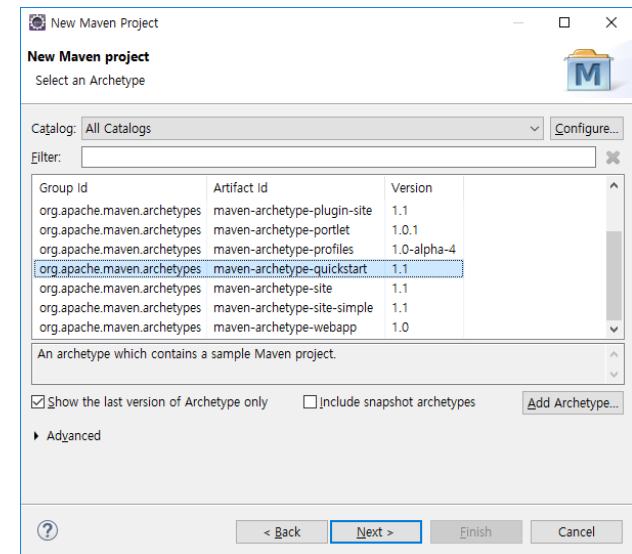 New Maven Project
New Maven project
Select an Archetype
M
Catalog: All Catalogs Configure...
Filter:
Group Id Artifact Id Version
org.apache.maven.archetypes maven-archetype-plugin-site 1.1
org.apache.maven.archetypes maven-archetype-portlet 1.0.1
org.apache.maven.archetypes maven-archetype-profiles 1.0-alpha-4
org.apache.maven.archetypes maven-archetype-quickstart 1.1
org.apache.maven.archetypes maven-archetype-site 1.1
org.apache.maven.archetypes maven-archetype-site-simple 1.1
org.apache.maven.archetypes maven-archetype-webapp 1.0
An archetype which contains a sample Maven project.
Show the last version of Archetype only Include snapshot archetypes Add Archetype...
Advanced
? < Back Next > Finish Cancel